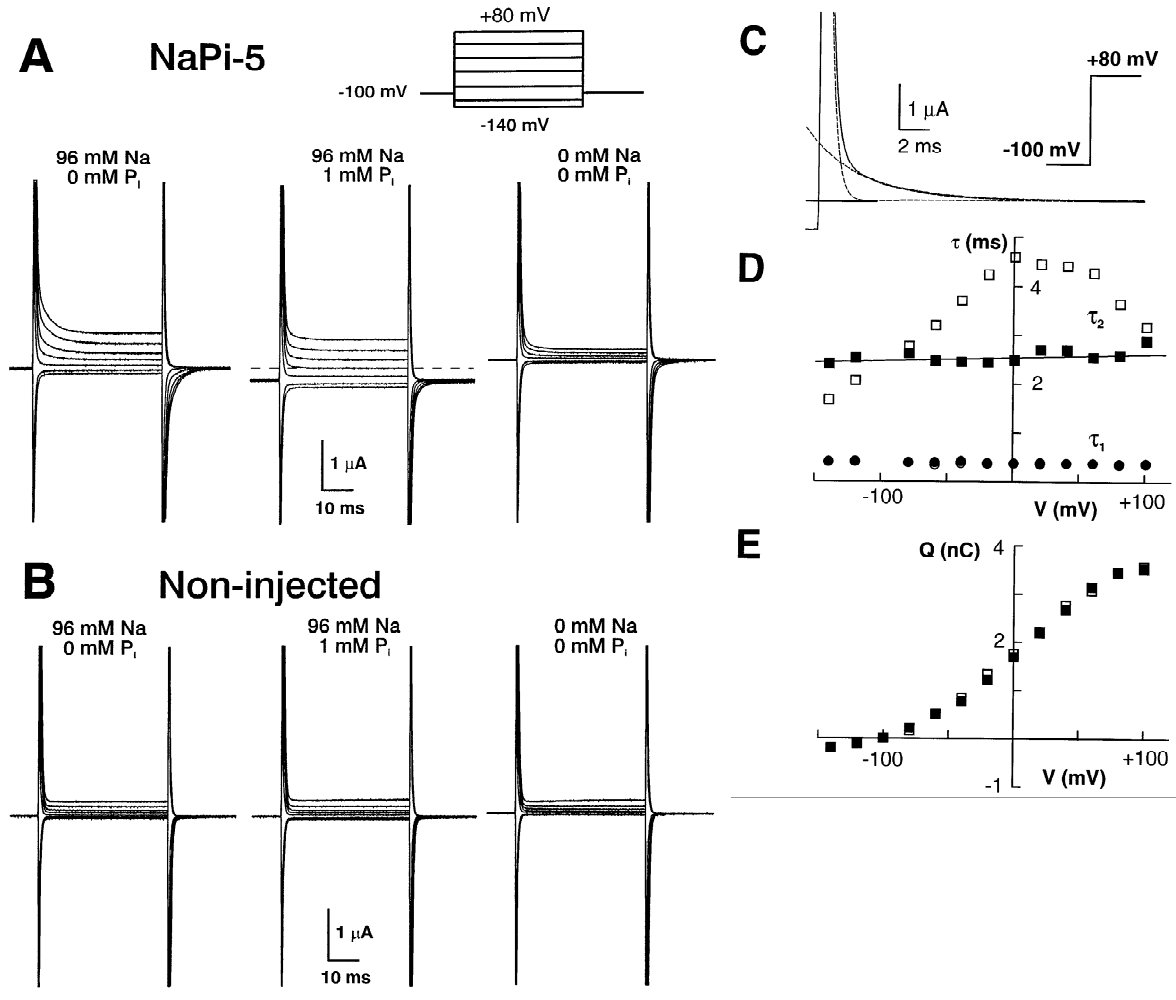 A
NaPi-5
+80 mV
-100 mV
-140 mV
96 mM Na
0 mM Pi
96 mM Na
1 mM Pi
0 mM Na
0 mM Pi
1 μA
10 ms
B
Non-injected
96 mM Na
0 mM Pi
96 mM Na
1 mM Pi
0 mM Na
0 mM Pi
1 μA
10 ms
C
1 μA
2 ms
+80 mV
-100 mV
D
τ (ms)
4
τ2
2
τ1
-100
V (mV)
+100
E
Q (nC)
4
2
-100
V (mV)
+100
-1